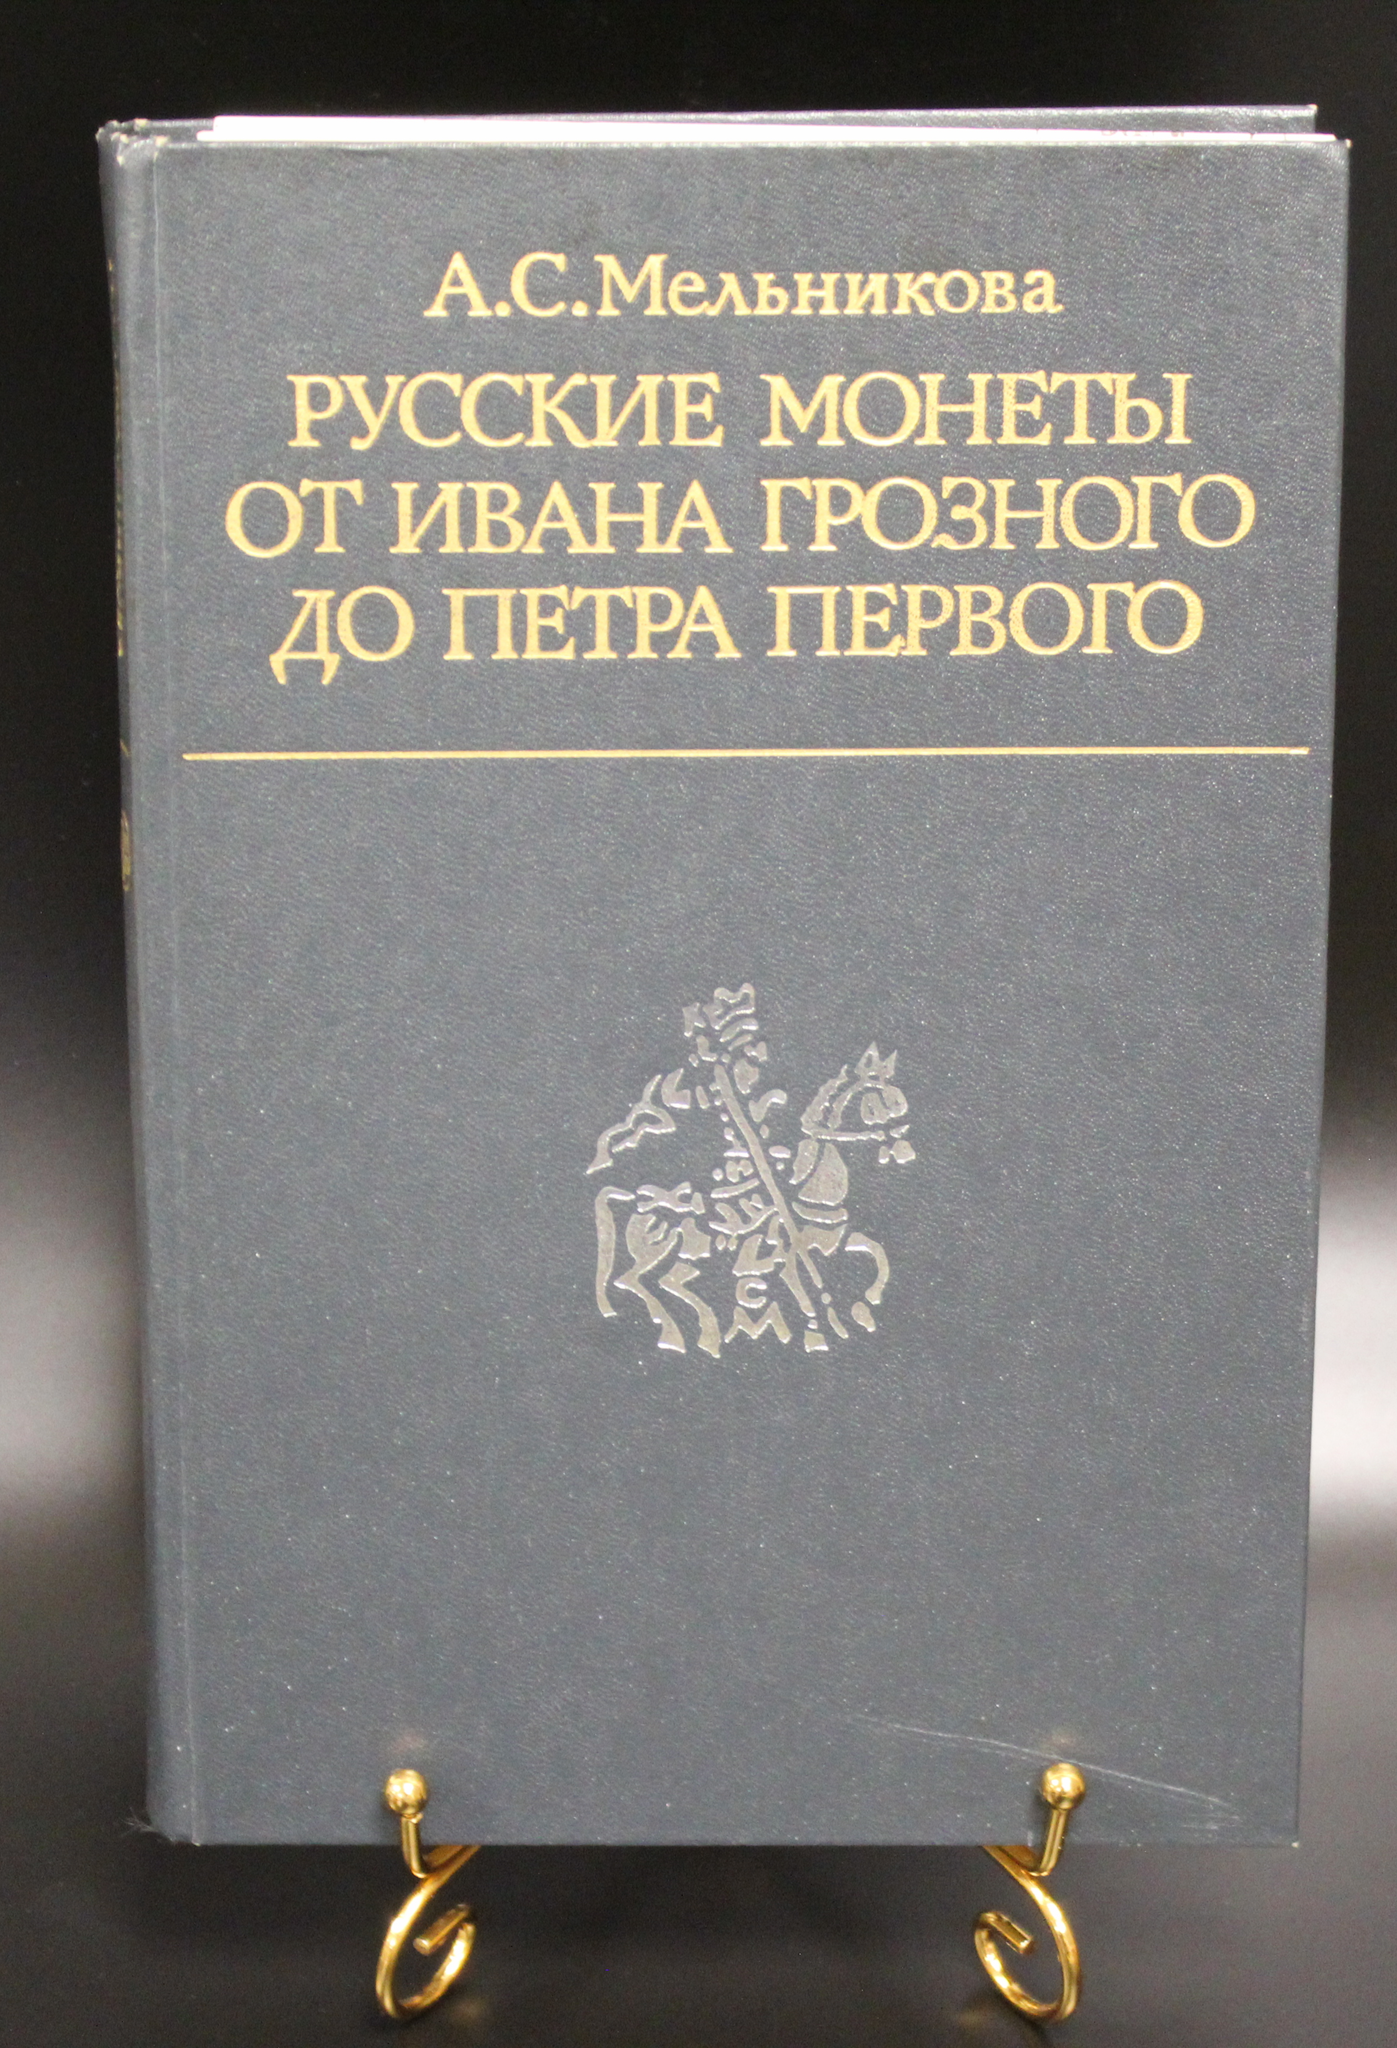 А.С.Мельникова
РУССКИЕ МОНЕТЫ
ОТ ИВАНА ГРОЗНОГО
ДО ПЕТРА ПЕРВОГО
С
М